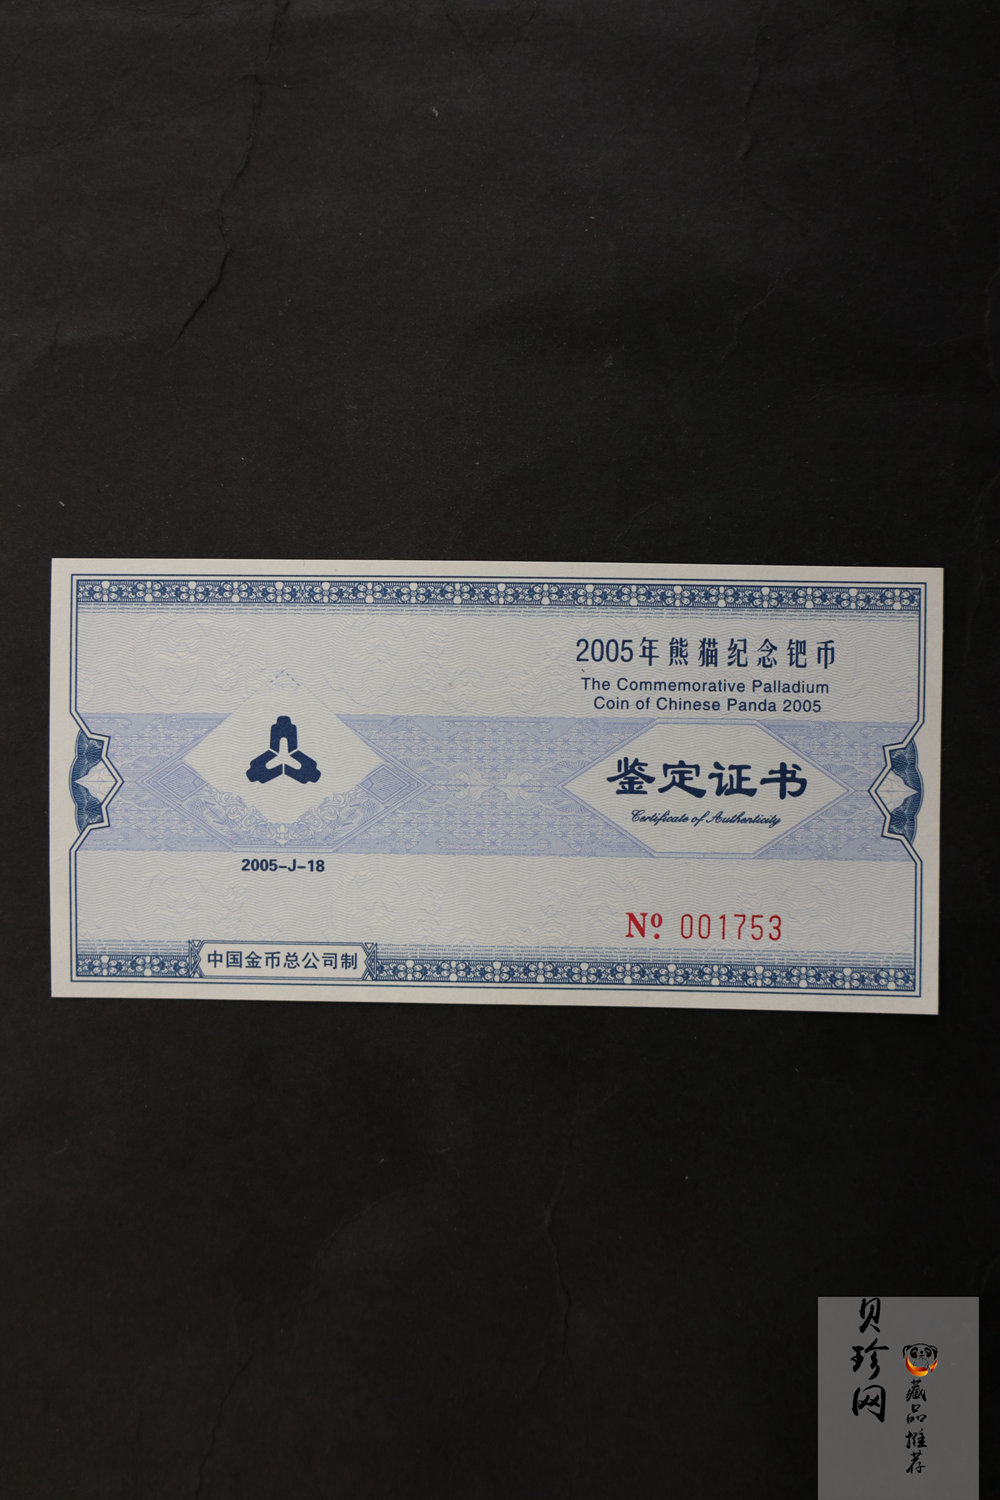 2005年熊猫纪念钯币
The Commemorative Palladium
Coin of Chinese Panda 2005
鉴定证书
Certificate of Authenticity
2005-J-18
Nº 001753
中国金币总公司制
贝珍网
藏品推荐